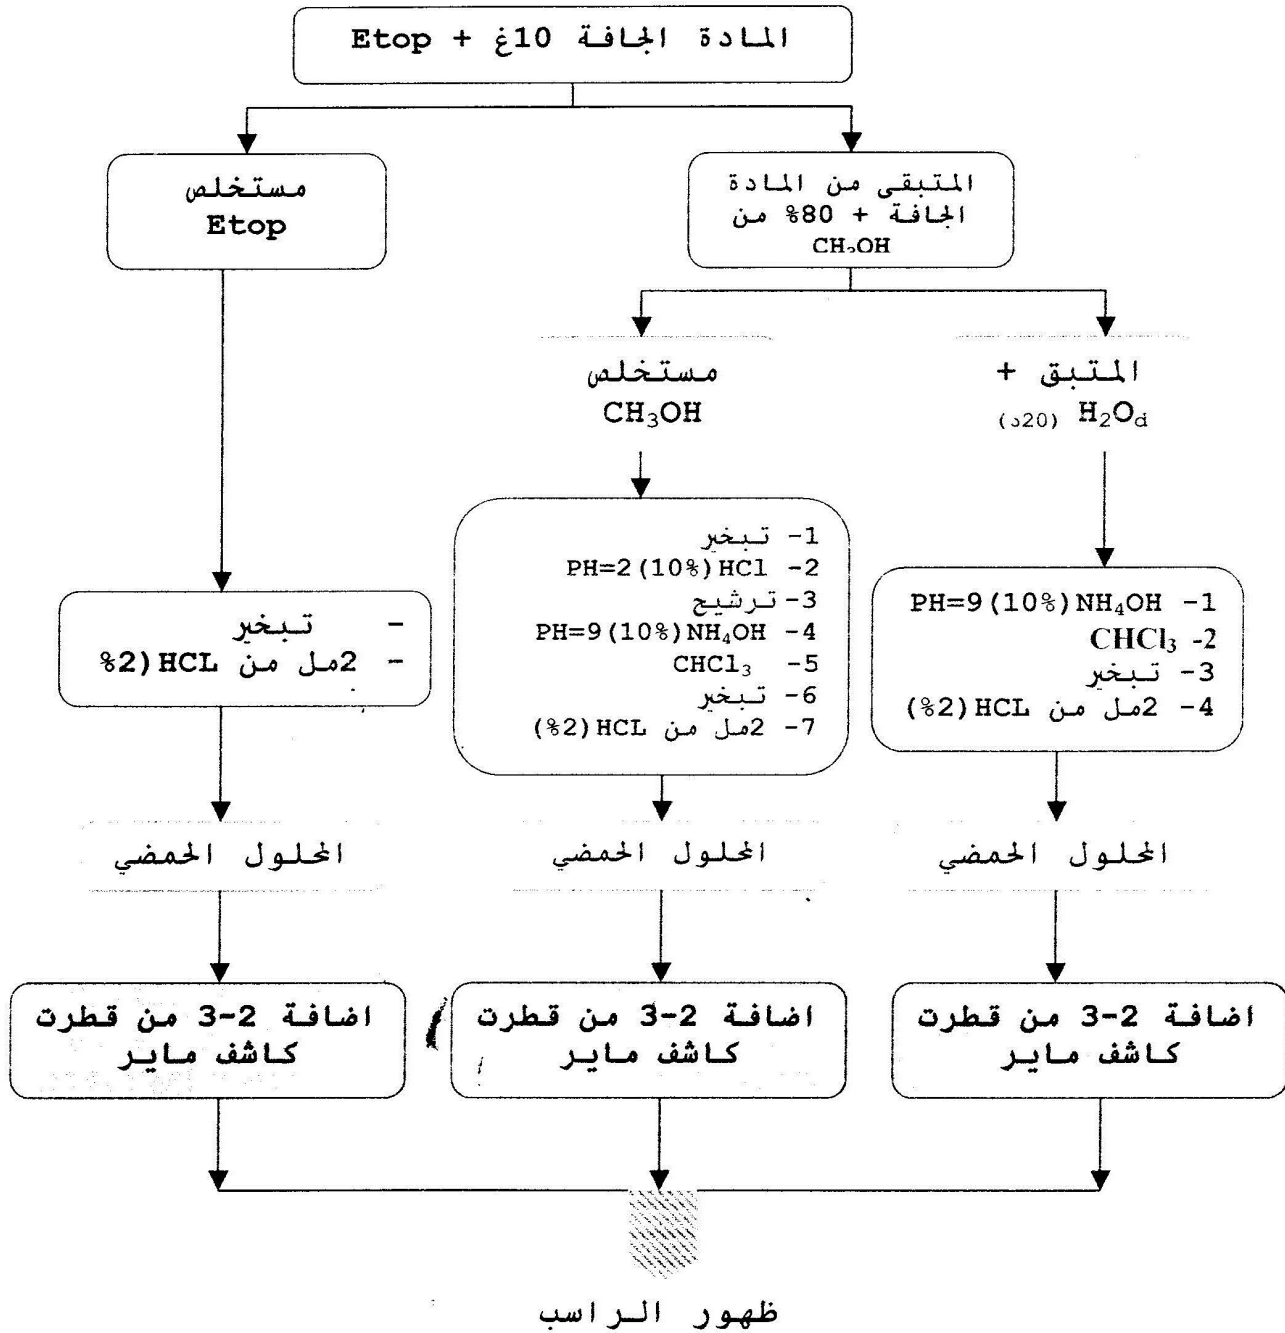 المادة الجافة 10غ + Etop
مستخلص
Etop
المتبقى من المادة
الجافة + 80% من
CH₃OH
مستخلص
CH₃OH
المتبق +
H₂Od (20د)
- تبخير
- 2مل من HCL(2%
1- تبخير
2- HCl(10%)PH=2
3- ترشيح
4- NH₄OH(10%)PH=9
5- CHCl₃
6- تبخير
7- 2مل من HCL(2%)
1- NH₄OH(10%)PH=9
2- CHCl₃
3- تبخير
4- 2مل من HCL(2%)
المحلول الحمضي
المحلول الحمضي
المحلول الحمضي
اضافة 2-3 من قطرت
كاشف ماير
اضافة 2-3 من قطرت
كاشف ماير
اضافة 2-3 من قطرت
كاشف ماير
ظهور الراسب